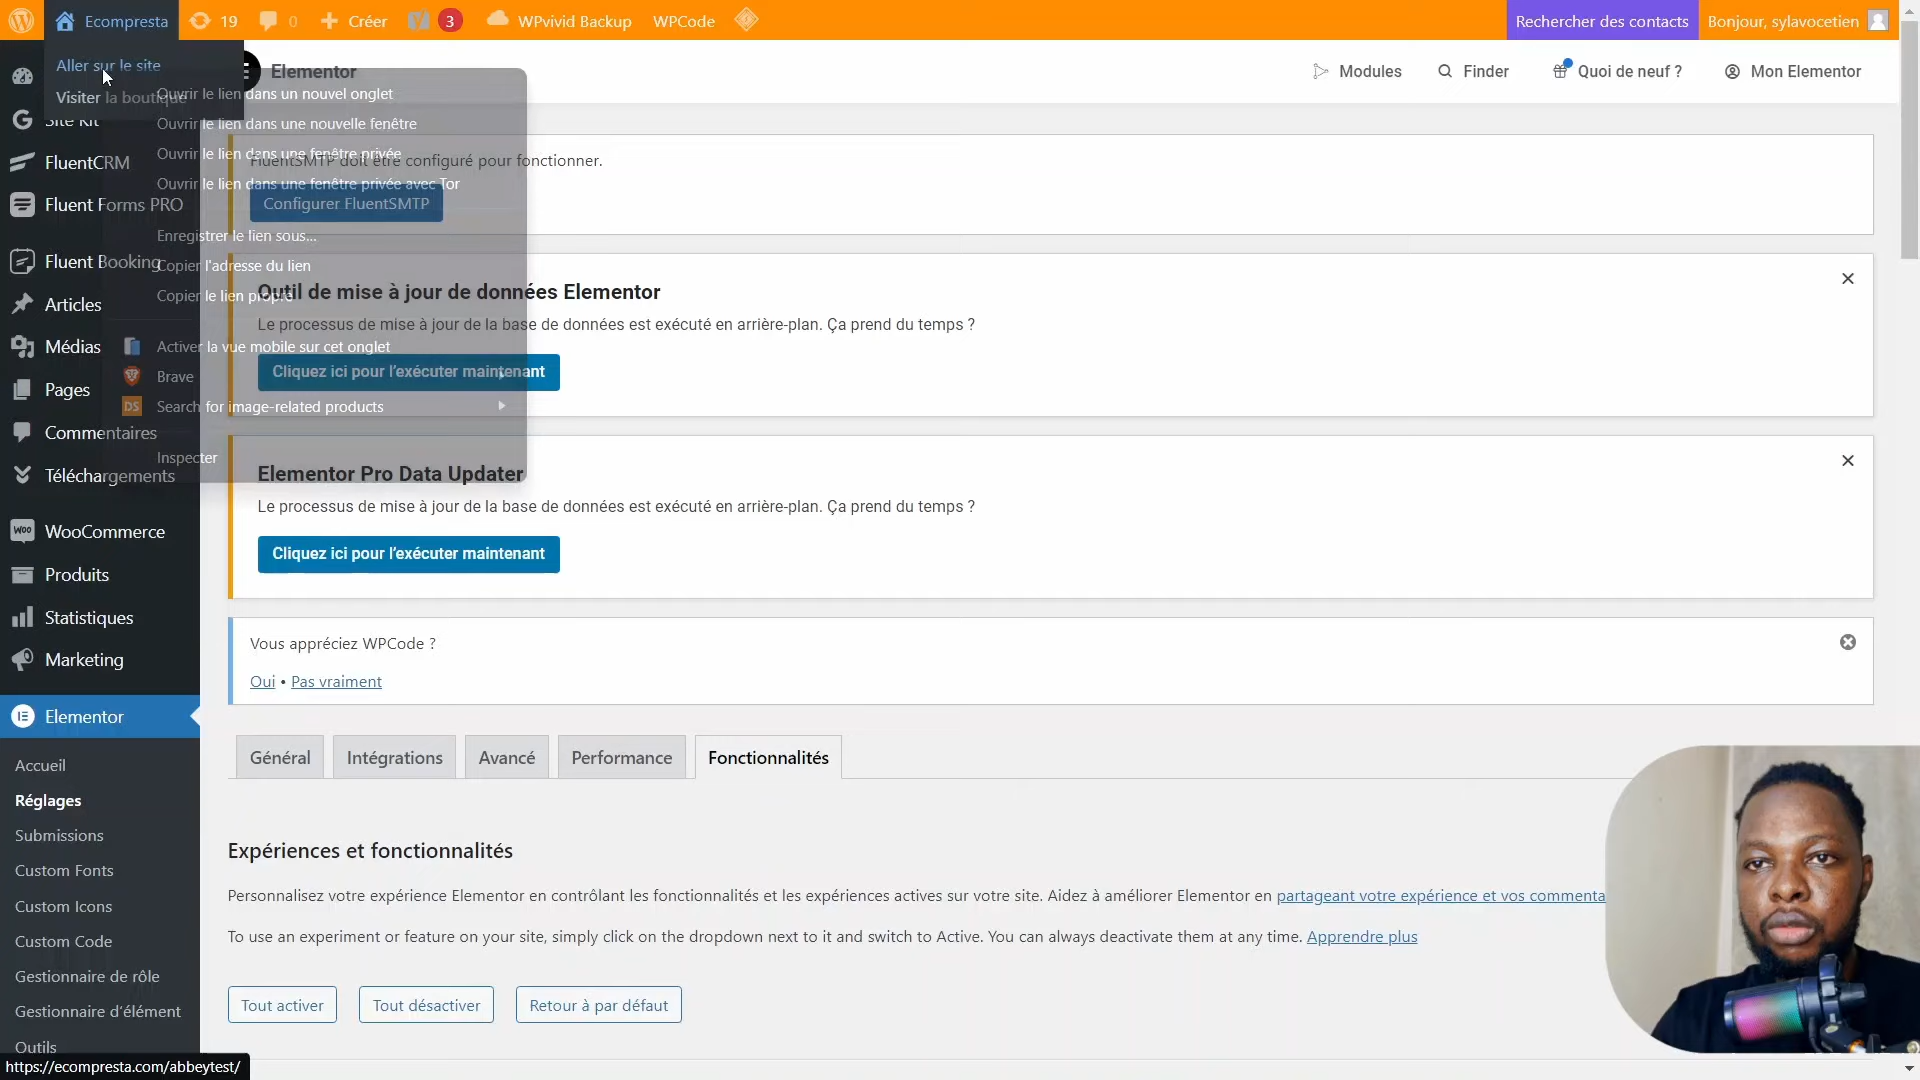 Ecompresta
19
0
Créer
3
WPvivid Backup
WPCode
Rechercher des contacts
Bonjour, sylavocetien
Aller sur le site
Visiter la boutique
Elementor
Modules
Finder
Quoi de neuf ?
Mon Elementor
Ouvrir le lien dans un nouvel onglet
Ouvrir le lien dans une nouvelle fenêtre
Ouvrir le lien dans une fenêtre privée
Ouvrir le lien dans une fenêtre privée avec Tor
Enregistrer le lien sous...
Copier l'adresse du lien
Copier le lien propre
Activer la vue mobile sur cet onglet
Brave
DS
Search for image-related products
Inspecter
Site Kit
FluentCRM
Fluent Forms PRO
Fluent Booking
Articles
Médias
Pages
Commentaires
Téléchargements
WooCommerce
Produits
Statistiques
Marketing
Elementor
Accueil
Réglages
Submissions
Custom Fonts
Custom Icons
Custom Code
Gestionnaire de rôle
Gestionnaire d’élément
Outils
FluentSMTP doit être configuré pour fonctionner.
Configurer FluentSMTP
Outil de mise à jour de données Elementor
Le processus de mise à jour de la base de données est exécuté en arrière-plan. Ça prend du temps ?
Cliquez ici pour l’exécuter maintenant
Elementor Pro Data Updater
Le processus de mise à jour de la base de données est exécuté en arrière-plan. Ça prend du temps ?
Cliquez ici pour l’exécuter maintenant
Vous appréciez WPCode ?
Oui • Pas vraiment
Général
Intégrations
Avancé
Performance
Fonctionnalités
Expériences et fonctionnalités
Personnalisez votre expérience Elementor en contrôlant les fonctionnalités et les expériences actives sur votre site. Aidez à améliorer Elementor en partageant votre expérience et vos commenta
To use an experiment or feature on your site, simply click on the dropdown next to it and switch to Active. You can always deactivate them at any time. Apprendre plus
Tout activer
Tout désactiver
Retour à par défaut
https://ecompresta.com/abbeytest/